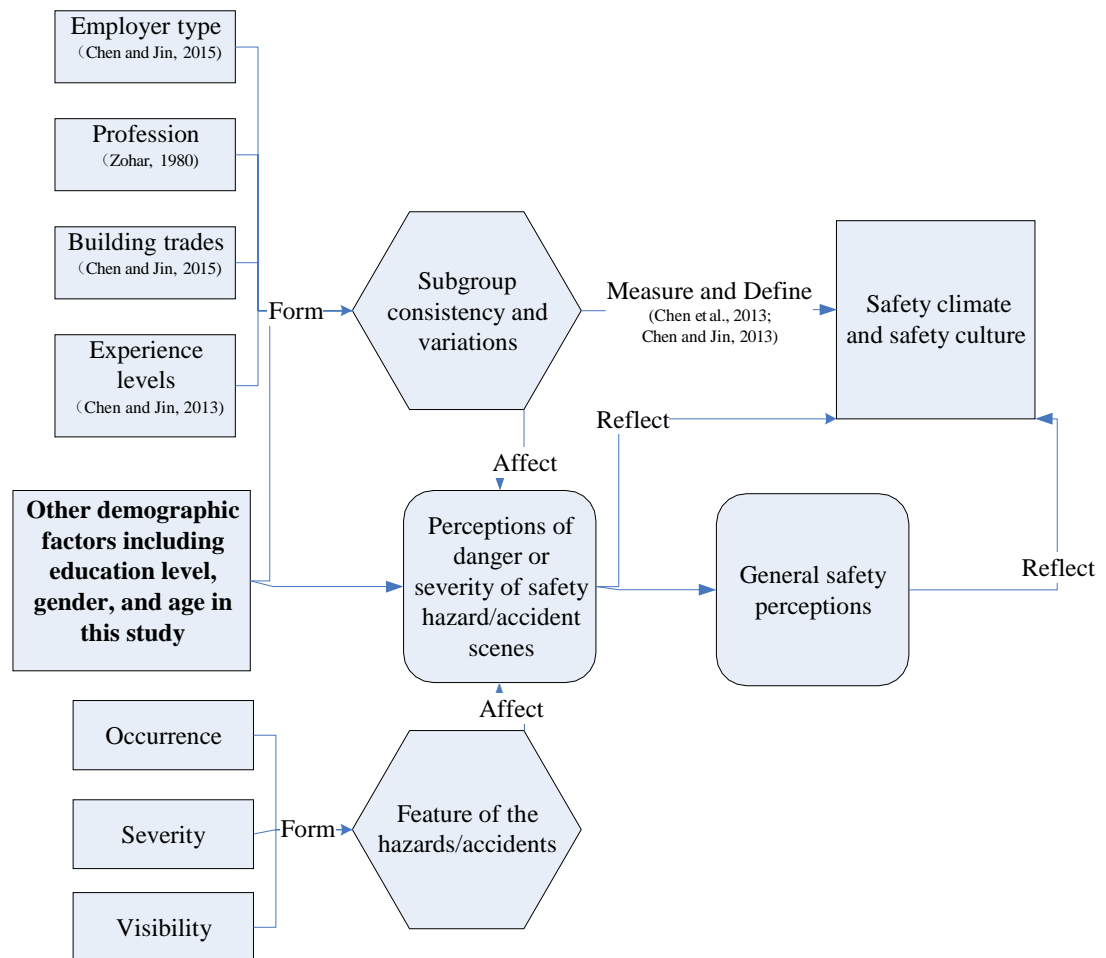 Employer type
（Chen and Jin, 2015)
Profession
（Zohar, 1980)
Building trades
（Chen and Jin, 2015)
Experience
levels
（Chen and Jin, 2013)
Other demographic
factors including
education level,
gender, and age in
this study
Form
Subgroup
consistency and
variations
Measure and Define
(Chen et al., 2013;
Chen and Jin, 2013)
Safety climate
and safety culture
Reflect
Affect
Perceptions of
danger or
severity of safety
hazard/accident
scenes
General safety
perceptions
Reflect
Affect
Occurrence
Severity
Visibility
Form
Feature of the
hazards/accidents